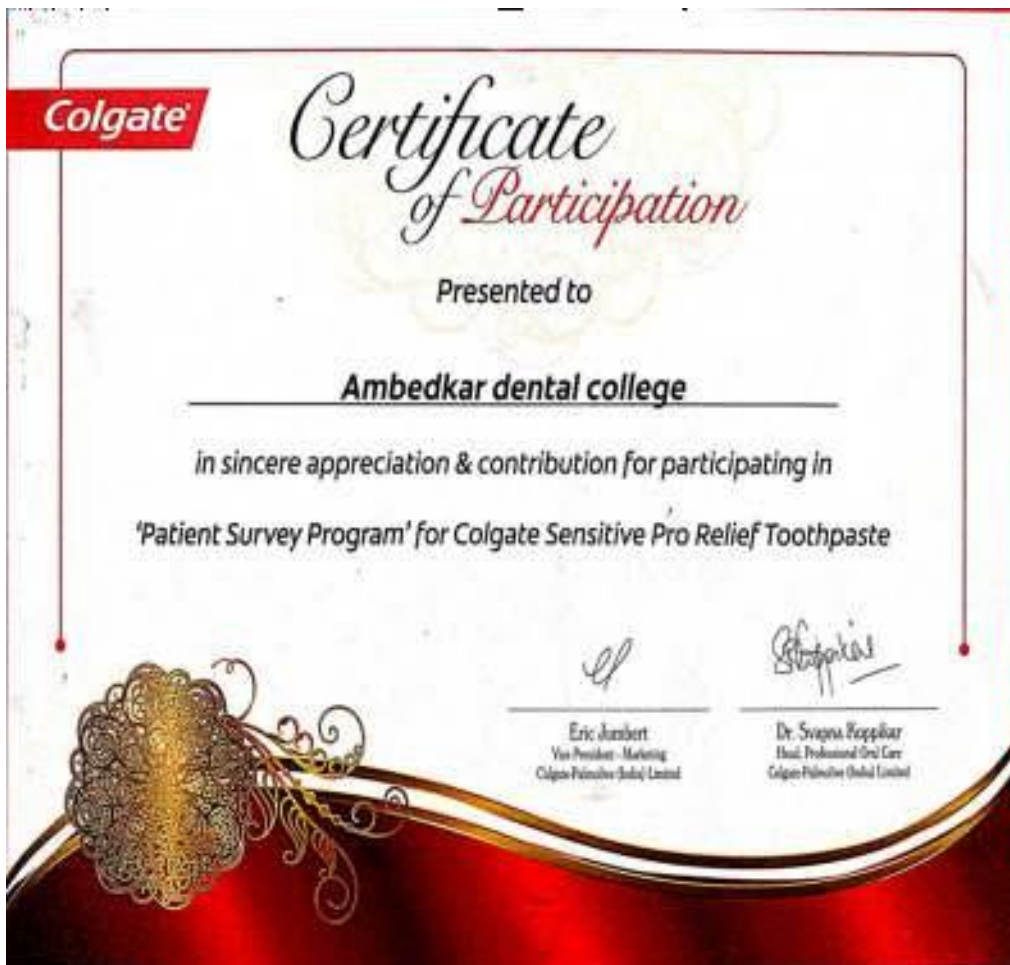 Colgate
Certificate
of Participation
Presented to
Ambedkar dental college
in sincere appreciation & contribution for participating in
'Patient Survey Program' for Colgate Sensitive Pro Relief Toothpaste
Eric Jumbert
Vice President - Marketing
Colgate-Palmolive (India) Limited
Dr. Svapna Koppikar
Head, Professional Oral Care
Colgate-Palmolive (India) Limited